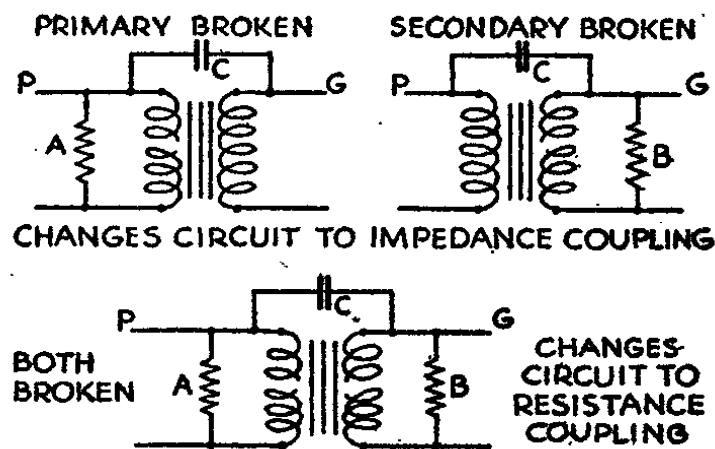 PRIMARY BROKEN
SECONDARY BROKEN
C
C
P
G
P
G
A
B
CHANGES CIRCUIT TO IMPEDANCE COUPLING
C
P
G
BOTH
BROKEN
A
B
CHANGES
CIRCUIT TO
RESISTANCE
COUPLING